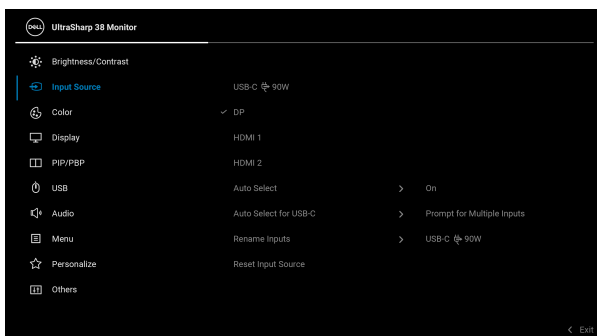 DELL UltraSharp 38 Monitor
Brightness/Contrast
Input Source USB-C 90W
Color DP
Display HDMI 1
PIP/PBP HDMI 2
USB Auto Select On
Audio Auto Select for USB-C Prompt for Multiple Inputs
Menu Rename Inputs USB-C 90W
Personalize Reset Input Source
Others
Exit